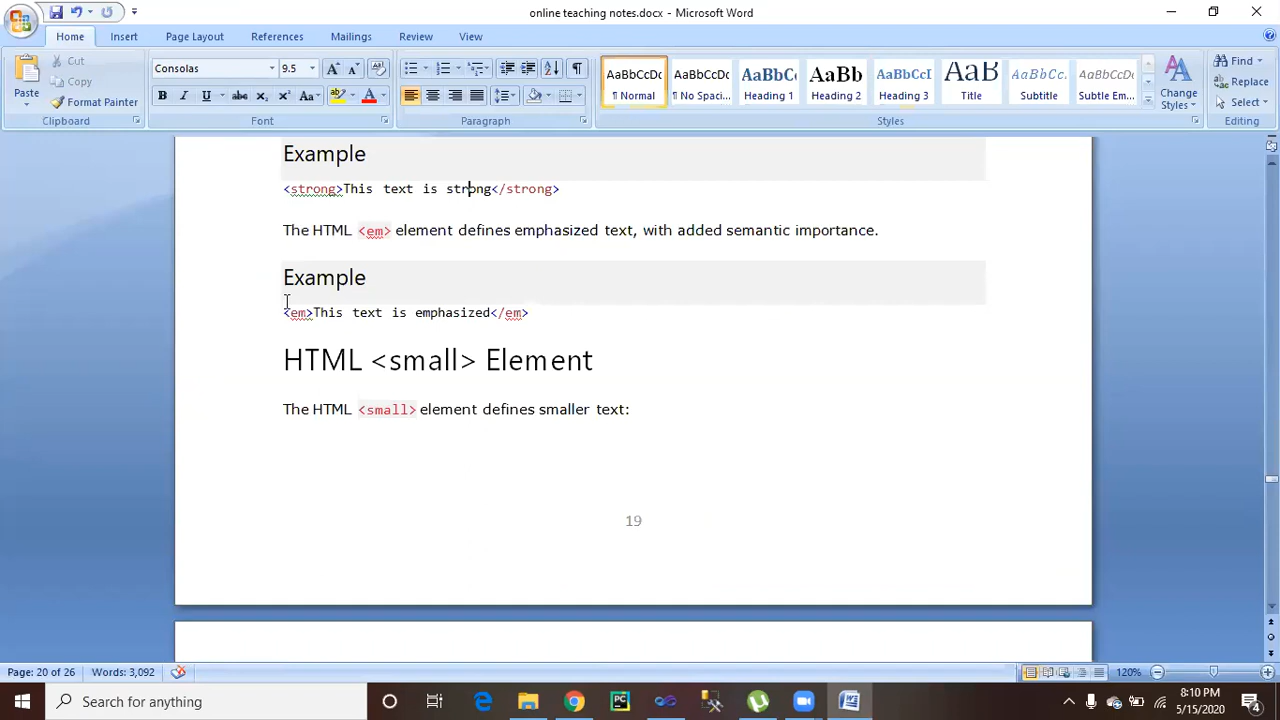 online teaching notes.docx - Microsoft Word
Home Insert Page Layout References Mailings Review View
Paste
Cut
Copy
Format Painter
Clipboard
Consolas 9.5
Font
Paragraph
AaBbCcDc AaBbCcDc AaBbCc AaBb AaBbCcI AaB AaBbCcI AaBbCcDc
¶ Normal ¶ No Spaci... Heading 1 Heading 2 Heading 3 Title Subtitle Subtle Em...
Change Styles
Styles
Find
Replace
Select
Editing
Example
<strong>This text is strong</strong>
The HTML <em> element defines emphasized text, with added semantic importance.
Example
<em>This text is emphasized</em>
HTML <small> Element
The HTML <small> element defines smaller text:
19
Page: 20 of 26 Words: 3,092 120%
Search for anything
8:10 PM
5/15/2020
4